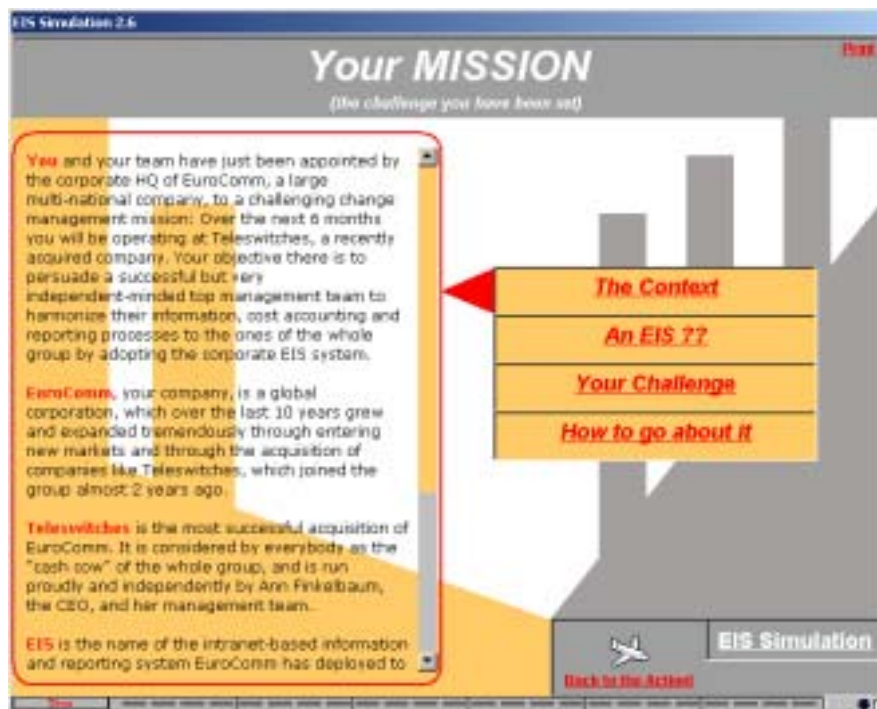 EIS Simulation 2.6
Your MISSION
(the challenge you have been set)
Print
You and your team have just been appointed by
the corporate HQ of EuroComm, a large
multi-national company, to a challenging change
management mission: Over the next 6 months
you will be operating at Teleswitches, a recently
acquired company. Your objective there is to
persuade a successful but very
independent-minded top management team to
harmonize their information, cost accounting and
reporting processes to the ones of the whole
group by adopting the corporate EIS system.
EuroComm, your company, is a global
corporation, which over the last 10 years grew
and expanded tremendously through entering
new markets and through the acquisition of
companies like Teleswitches, which joined the
group almost 2 years ago.
Teleswitches is the most successful acquisition of
EuroComm. It is considered by everybody as the
"cash cow" of the whole group, and is run
proudly and independently by Ann Finkelbaum,
the CEO, and her management team.
EIS is the name of the intranet-based information
and reporting system EuroComm has deployed to
The Context
An EIS ??
Your Challenge
How to go about it
EIS Simulation
Back to the Action!